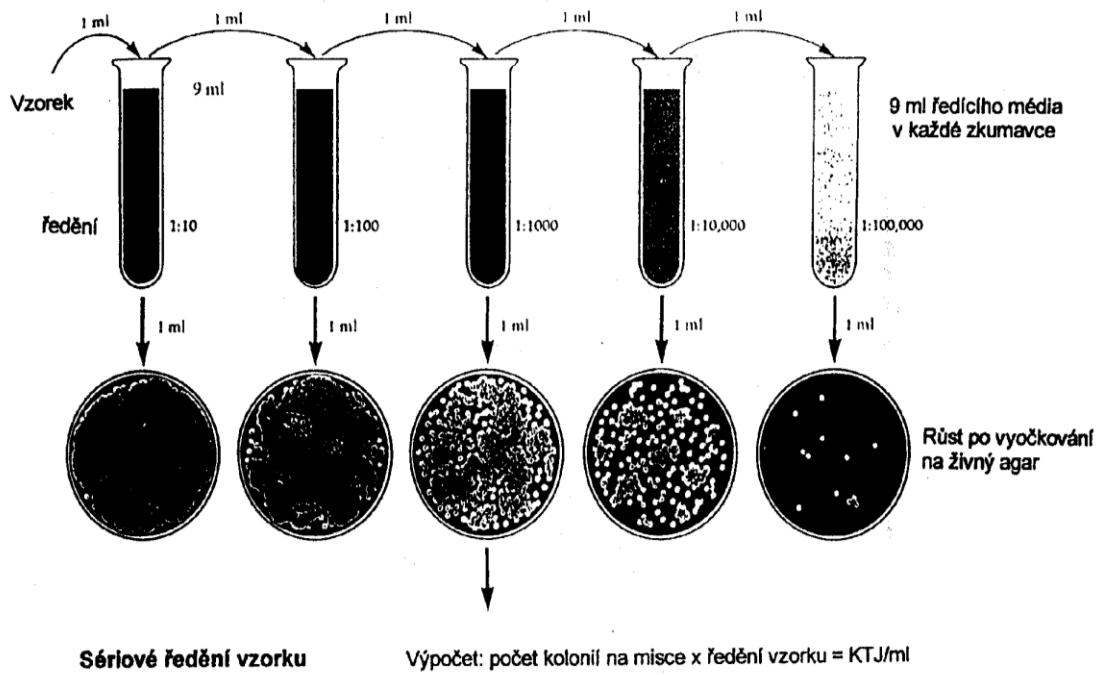 1 ml 1 ml 1 ml 1 ml 1 ml
Vzorek
9 ml
9 ml ředícího média
v každé zkumavce
ředění
1:10 1:100 1:1000 1:10,000 1:100,000
1 ml 1 ml 1 ml 1 ml 1 ml
Růst po vyočkování
na živný agar
Sériové ředění vzorku
Výpočet: počet kolonií na misce x ředění vzorku = KTJ/ml